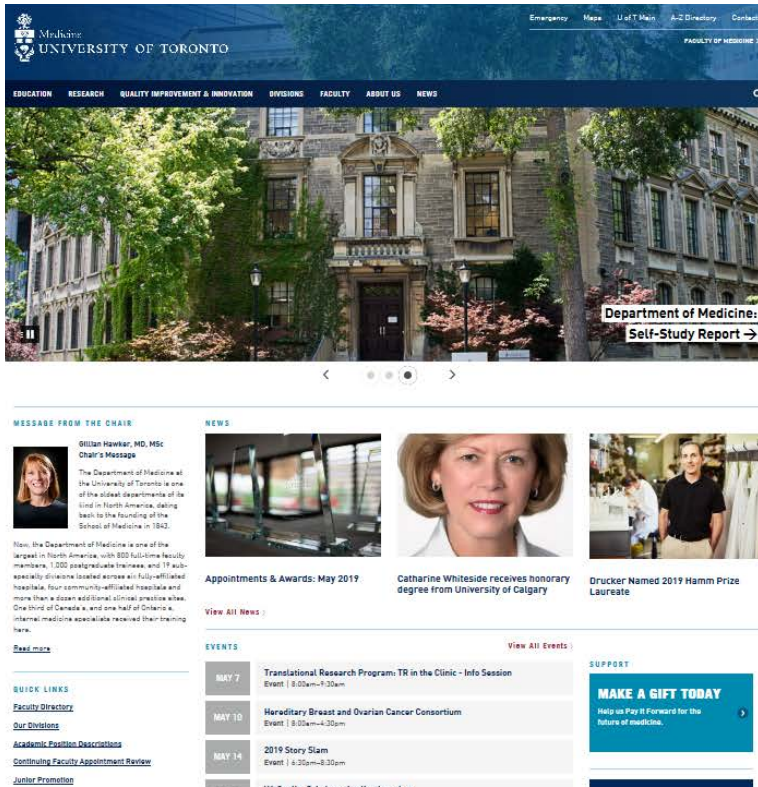 Emergency Maps U of T Main A-Z Directory Contact
Medicine
UNIVERSITY OF TORONTO
FACULTY OF MEDICINE
EDUCATION RESEARCH QUALITY IMPROVEMENT & INNOVATION DIVISIONS FACULTY ABOUT US NEWS
Department of Medicine:
Self-Study Report →
MESSAGE FROM THE CHAIR
Gillian Hawker, MD, MSc
Chair's Message
The Department of Medicine at
the University of Toronto is one
of the oldest departments of its
kind in North America, dating
back to the founding of the
School of Medicine in 1843.
Now, the Department of Medicine is one of the
largest in North America, with 800 full-time faculty
members, 1,000 postgraduate trainees, and 19 sub-
specialty divisions located across six fully-affiliated
hospitals, four community-affiliated hospitals and
more than a dozen additional clinical practice sites.
One third of Canada's, and one half of Ontario's,
internal medicine specialists received their training
here.
Read more
QUICK LINKS
Faculty Directory
Our Divisions
Academic Position Descriptions
Continuing Faculty Appointment Review
Junior Promotion
NEWS
Appointments & Awards: May 2019
Catharine Whiteside receives honorary
degree from University of Calgary
Drucker Named 2019 Hamm Prize
Laureate
View All News
EVENTS
View All Events
MAY 7
Translational Research Program: TR in the Clinic - Info Session
Event | 8:00am–9:30am
MAY 10
Hereditary Breast and Ovarian Cancer Consortium
Event | 8:00am–4:30pm
MAY 14
2019 Story Slam
Event | 6:30pm–8:30pm
SUPPORT
MAKE A GIFT TODAY
Help us Pay It Forward for the
future of medicine.